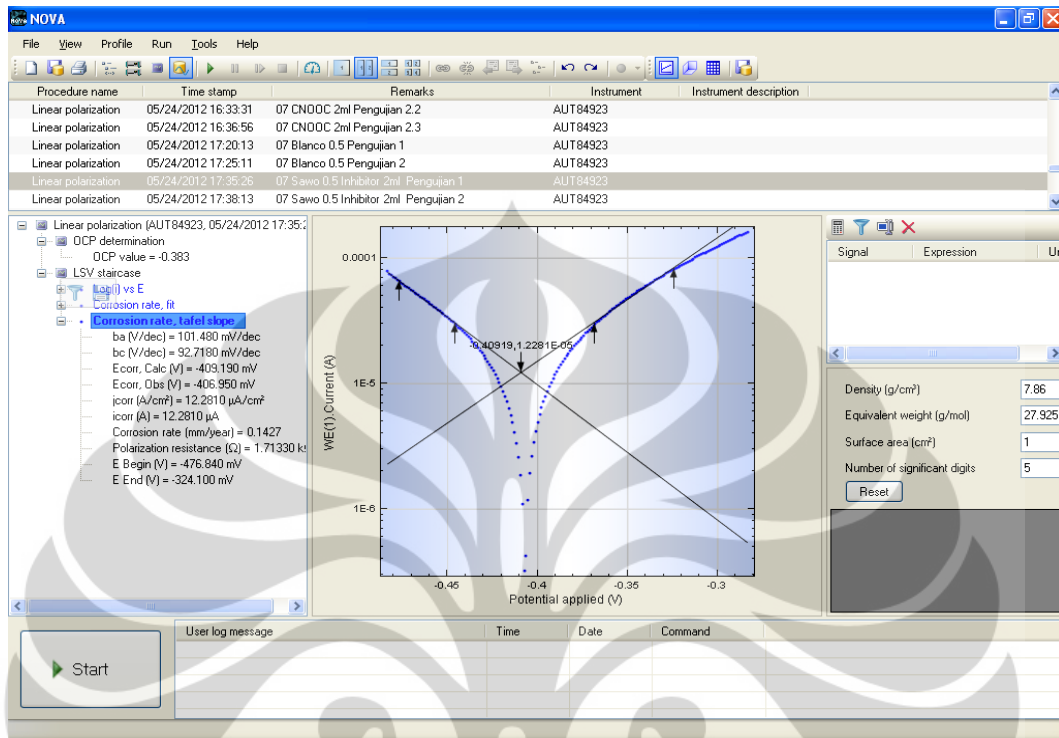 NOVA
File View Profile Run Tools Help
Procedure name Time stamp Remarks Instrument Instrument description
Linear polarization 05/24/2012 16:33:31 07 CNOOC 2ml Pengujian 2.2 AUT84923
Linear polarization 05/24/2012 16:36:56 07 CNOOC 2ml Pengujian 2.3 AUT84923
Linear polarization 05/24/2012 17:20:13 07 Blanco 0.5 Pengujian 1 AUT84923
Linear polarization 05/24/2012 17:25:11 07 Blanco 0.5 Pengujian 2 AUT84923
Linear polarization 05/24/2012 17:35:26 07 Sawo 0.5 Inhibitor 2ml Pengujian 1 AUT84923
Linear polarization 05/24/2012 17:38:13 07 Sawo 0.5 Inhibitor 2ml Pengujian 2 AUT84923
Linear polarization (AUT84923, 05/24/2012 17:35:2
OCP determination
OCP value = -0.383
LSV staircase
Log(i) vs E
Corrosion rate, fit
Corrosion rate, tafel slope
ba (V/dec) = 101.480 mV/dec
bc (V/dec) = 92.7180 mV/dec
Ecorr, Calc (V) = -409.190 mV
Ecorr, Obs (V) = -406.950 mV
jcorr (A/cm²) = 12.2810 µA/cm²
icorr (A) = 12.2810 µA
Corrosion rate (mm/year) = 0.1427
Polarization resistance (Ω) = 1.71330 k
E Begin (V) = -476.840 mV
E End (V) = -324.100 mV
0.0001
1E-5
1E-6
WE(1).Current (A)
-0.40919,1.2281E-05
-0.45 -0.4 -0.35 -0.3
Potential applied (V)
Signal Expression Un
Density (g/cm³) 7.86
Equivalent weight (g/mol) 27.925
Surface area (cm²) 1
Number of significant digits 5
Reset
Start
User log message Time Date Command